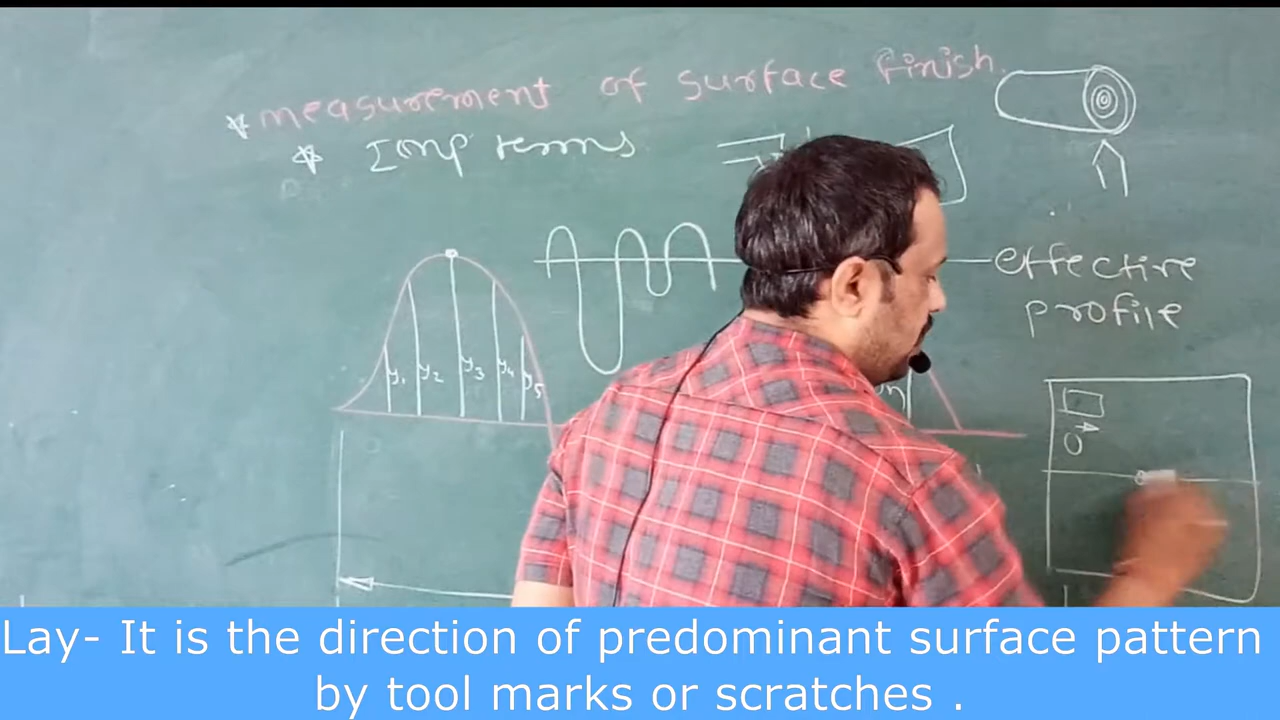 * measurement of surface finish.
* Imp terms
effective
profile
y1 y2 y3 y4 y5
Lay- It is the direction of predominant surface pattern
by tool marks or scratches .